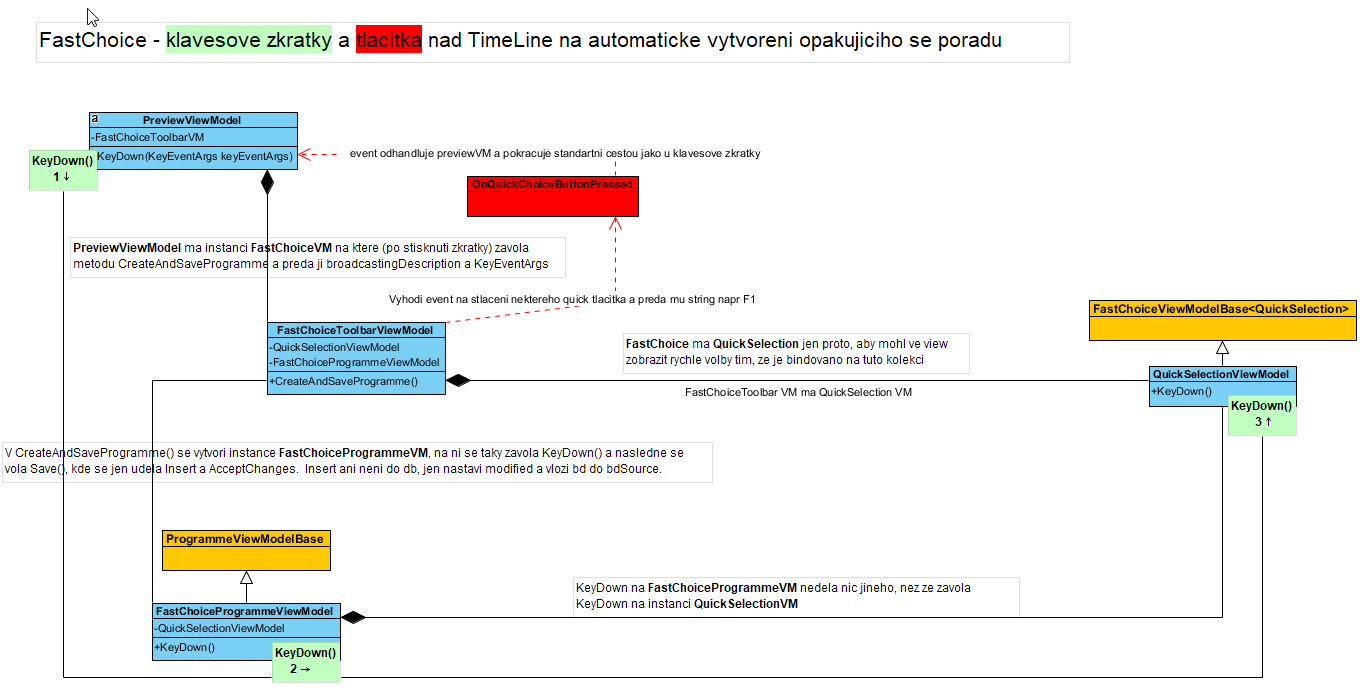 FastChoice - klavesove zkratky a tlacitka nad TimeLine na automaticke vytvoreni opakujiciho se poradu
a
PreviewViewModel
-FastChoiceToolbarVM
KeyDown(KeyEventArgs keyEventArgs)
KeyDown()
1 ↓
event odhandluje previewVM a pokracuje standartni cestou jako u klavesove zkratky
OnQuickChoiceButtonPressed
PreviewViewModel ma instanci FastChoiceVM na ktere (po stisknuti zkratky) zavola
metodu CreateAndSaveProgramme a preda ji broadcastingDescription a KeyEventArgs
Vyhodi event na stlaceni nektereho quick tlacitka a preda mu string napr F1
FastChoiceToolbarViewModel
-QuickSelectionViewModel
-FastChoiceProgrammeViewModel
+CreateAndSaveProgramme()
FastChoice ma QuickSelection jen proto, aby mohl ve view
zobrazit rychle volby tim, ze je bindovano na tuto kolekci
FastChoiceToolbar VM ma QuickSelection VM
FastChoiceViewModelBase<QuickSelection>
QuickSelectionViewModel
+KeyDown()
KeyDown()
3 ↑
V CreateAndSaveProgramme() se vytvori instance FastChoiceProgrammeVM, na ni se taky zavola KeyDown() a nasledne se
vola Save(), kde se jen udela Insert a AcceptChanges. Insert ani neni do db, jen nastavi modified a vlozi bd do bdSource.
ProgrammeViewModelBase
FastChoiceProgrammeViewModel
-QuickSelectionViewModel
+KeyDown()
KeyDown()
2 →
KeyDown na FastChoiceProgrammeVM nedela nic jineho, nez ze zavola
KeyDown na instanci QuickSelectionVM